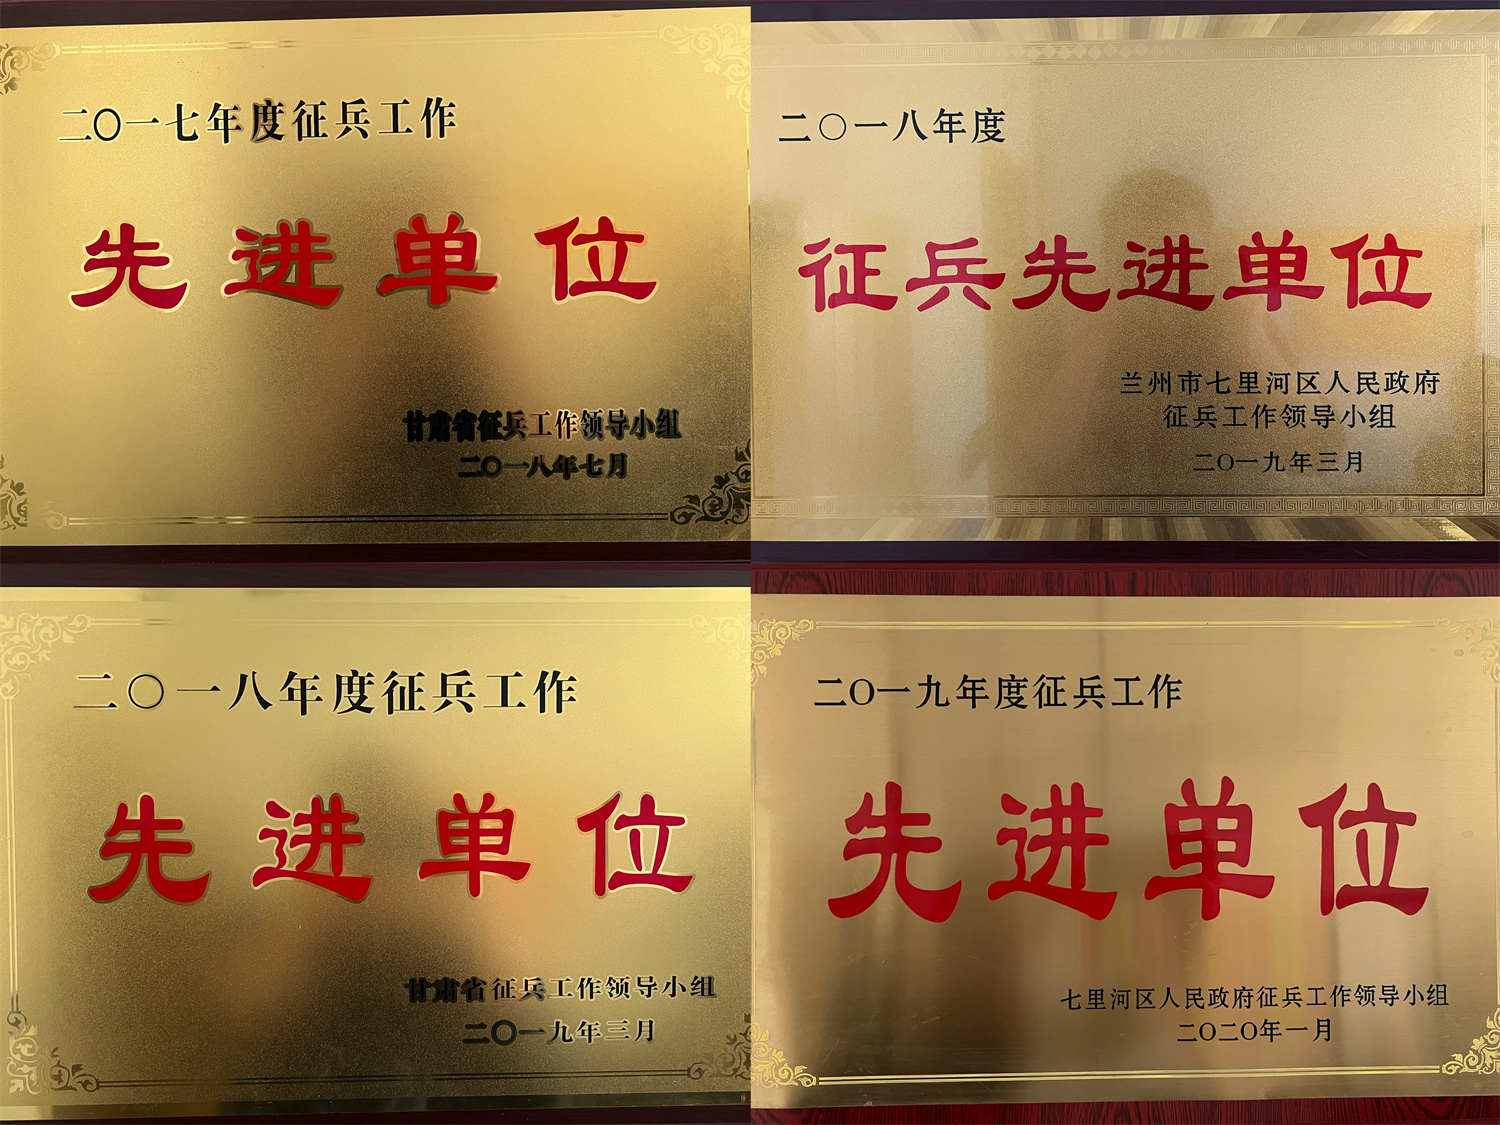 二〇一七年度征兵工作
先进单位
甘肃省征兵工作领导小组
二〇一八年七月
二〇一八年度
征兵先进单位
兰州市七里河区人民政府
征兵工作领导小组
二〇一九年三月
二〇一八年度征兵工作
先进单位
甘肃省征兵工作领导小组
二〇一九年三月
二〇一九年度征兵工作
先进单位
七里河区人民政府征兵工作领导小组
二〇二〇年一月